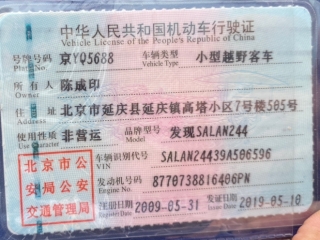 中华人民共和国机动车行驶证
Vehicle License of the People's Republic of China
号牌号码 京YQ5688 车辆类型 小型越野客车
Plate No. Vehicle Type
所有人 陈成印
Owner
住址 北京市延庆县延庆镇高塔小区7号楼505号
Address
使用性质 非营运 品牌型号 发现SALAN244
Use Character Model
北京市公
安局公安
交通管理局
车辆识别代号 SALAN24439A506596
VIN
发动机号码 8770738816406PN
Engine No.
注册日期 2009-05-31 发证日期 2019-05-10
Register Date Issue Date